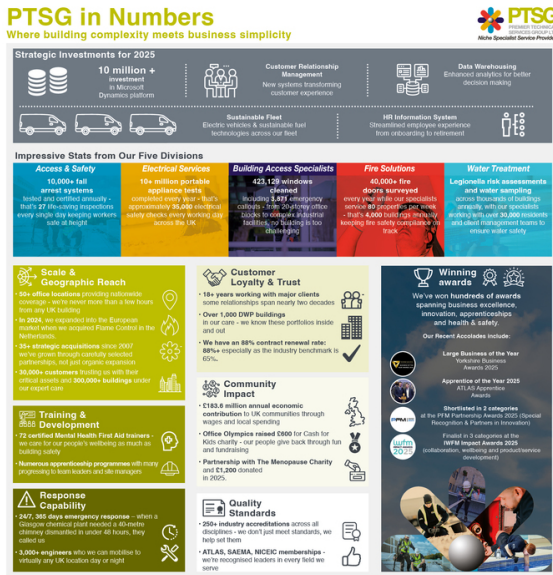 PTSG in Numbers
Where building complexity meets business simplicity
PTSG
PREMIER TECHNICAL
SERVICES GROUP LTD
Niche Specialist Service Provider
Strategic Investments for 2025
10 million +
investment
in Microsoft
Dynamics platform
Customer Relationship
Management
New systems transforming
customer experience
Data Warehousing
Enhanced analytics for better
decision making
Sustainable Fleet
Electric vehicles & sustainable fuel
technologies across our fleet
HR Information System
Streamlined employee experience
from onboarding to retirement
Impressive Stats from Our Five Divisions
Access & Safety
10,000+ fall
arrest systems
tested and certified annually -
that's 27 life-saving inspections
every single day keeping workers
safe at height
Electrical Services
10+ million portable
appliance tests
completed every year - that's
approximately 35,000 electrical
safety checks every working day
across the UK
Building Access Specialists
423,129 windows
cleaned
including 3,871 emergency
callouts - from 20-storey office
blocks to complex industrial
facilities, no building is too
challenging
Fire Solutions
40,000+ fire
doors surveyed
every year while our specialists
service 80 properties per week
- that's 4,000 buildings annually
keeping fire safety compliance on
track
Water Treatment
Legionella risk assessments
and water sampling
across thousands of buildings
annually, with our specialists
working with over 30,000 residents
and client management teams to
ensure water safety
Scale &
Geographic Reach
• 50+ office locations providing nationwide
coverage - we're never more than a few hours
from any UK building
• In 2024, we expanded into the European
market when we acquired Flame Control in the
Netherlands.
• 35+ strategic acquisitions since 2007
we've grown through carefully selected
partnerships, not just organic expansion
• 30,000+ customers trusting us with their
critical assets and 300,000+ buildings under
our expert care
Training &
Development
• 72 certified Mental Health First Aid trainers -
we care for our people's wellbeing as much as
building safety
• Numerous apprenticeship programmes with many
progressing to team leaders and site managers
Response
Capability
• 24/7, 365 days emergency response – when a
Glasgow chemical plant needed a 40-metre
chimney dismantled in under 48 hours, they
called us
• 3,000+ engineers who we can mobilise to
virtually any UK location day or night
Customer
Loyalty & Trust
• 18+ years working with major clients
some relationships span nearly two decades
• Over 1,000 DWP buildings
in our care - we know these portfolios inside
and out
• We have an 88% contract renewal rate:
88%+ especially as the industry benchmark is
65%.
Community
Impact
• £183.6 million annual economic
contribution to UK communities through
wages and local spending
• Office Olympics raised £600 for Cash for
Kids charity - our people give back through fun
and fundraising
• Partnership with The Menopause Charity
and £1,200 donated
in 2025.
Quality
Standards
• 250+ industry accreditations across all
disciplines - we don't just meet standards, we
help set them
• ATLAS, SAEMA, NICEIC memberships -
we're recognised leaders in every field we
serve
Winning
awards
We've won hundreds of awards
spanning business excellence,
innovation, apprenticeships
and health & safety.
Our Recent Accolades include:
Large Business of the Year
Yorkshire Business
Awards 2025
Apprentice of the Year 2025
ATLAS Apprentice
Awards
Shortlisted in 2 categories
at the PFM Partnership Awards 2025 (Special
Recognition & Partners in Innovation)
Finalist in 3 categories at the
IWFM Impact Awards 2025
(collaboration, wellbeing and product/service
development)
PFM
iwfm
IMPACT AWARDS
2025